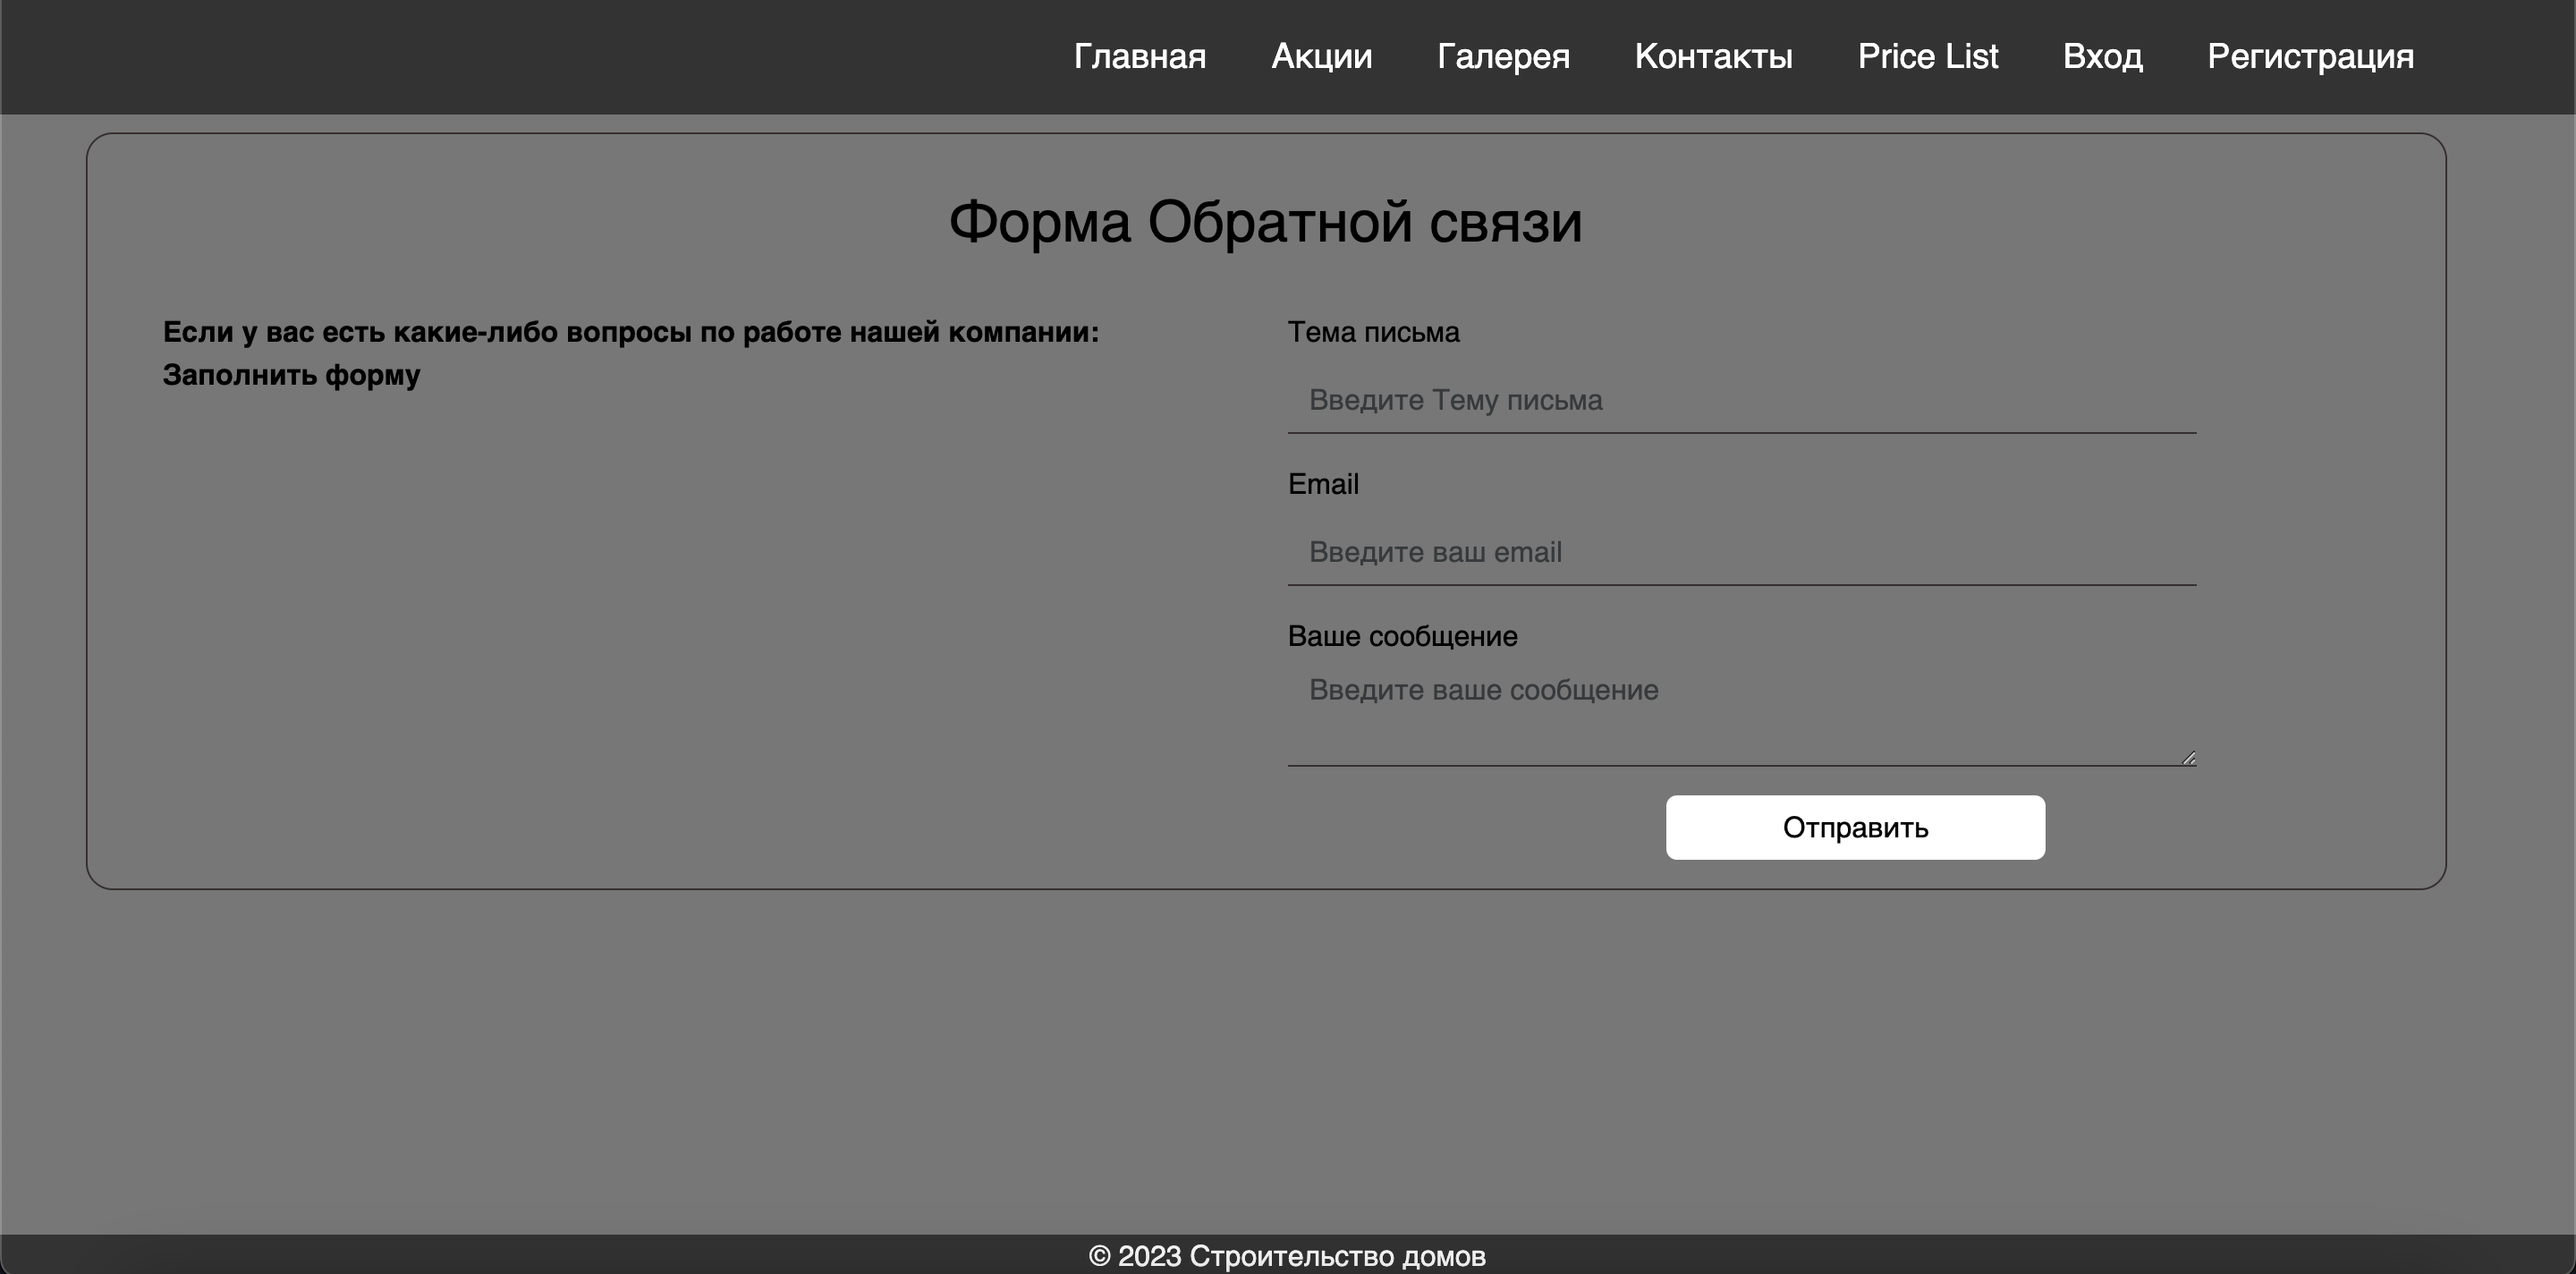 Главная Акции Галерея Контакты Price List Вход Регистрация
Форма Обратной связи
Если у вас есть какие-либо вопросы по работе нашей компании:
Заполнить форму
Тема письма
Введите Тему письма
Email
Введите ваш email
Ваше сообщение
Введите ваше сообщение
Отправить
© 2023 Строительство домов